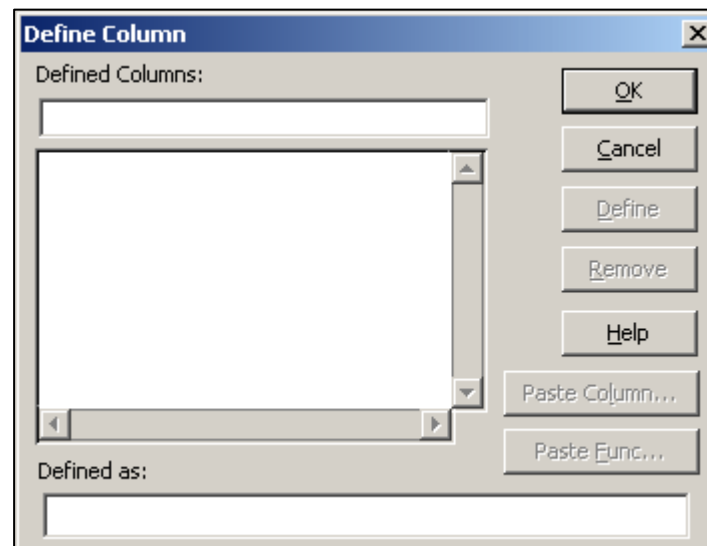 Define Column
Defined Columns:
OK
Cancel
Define
Remove
Help
Paste Column...
Paste Func...
Defined as: